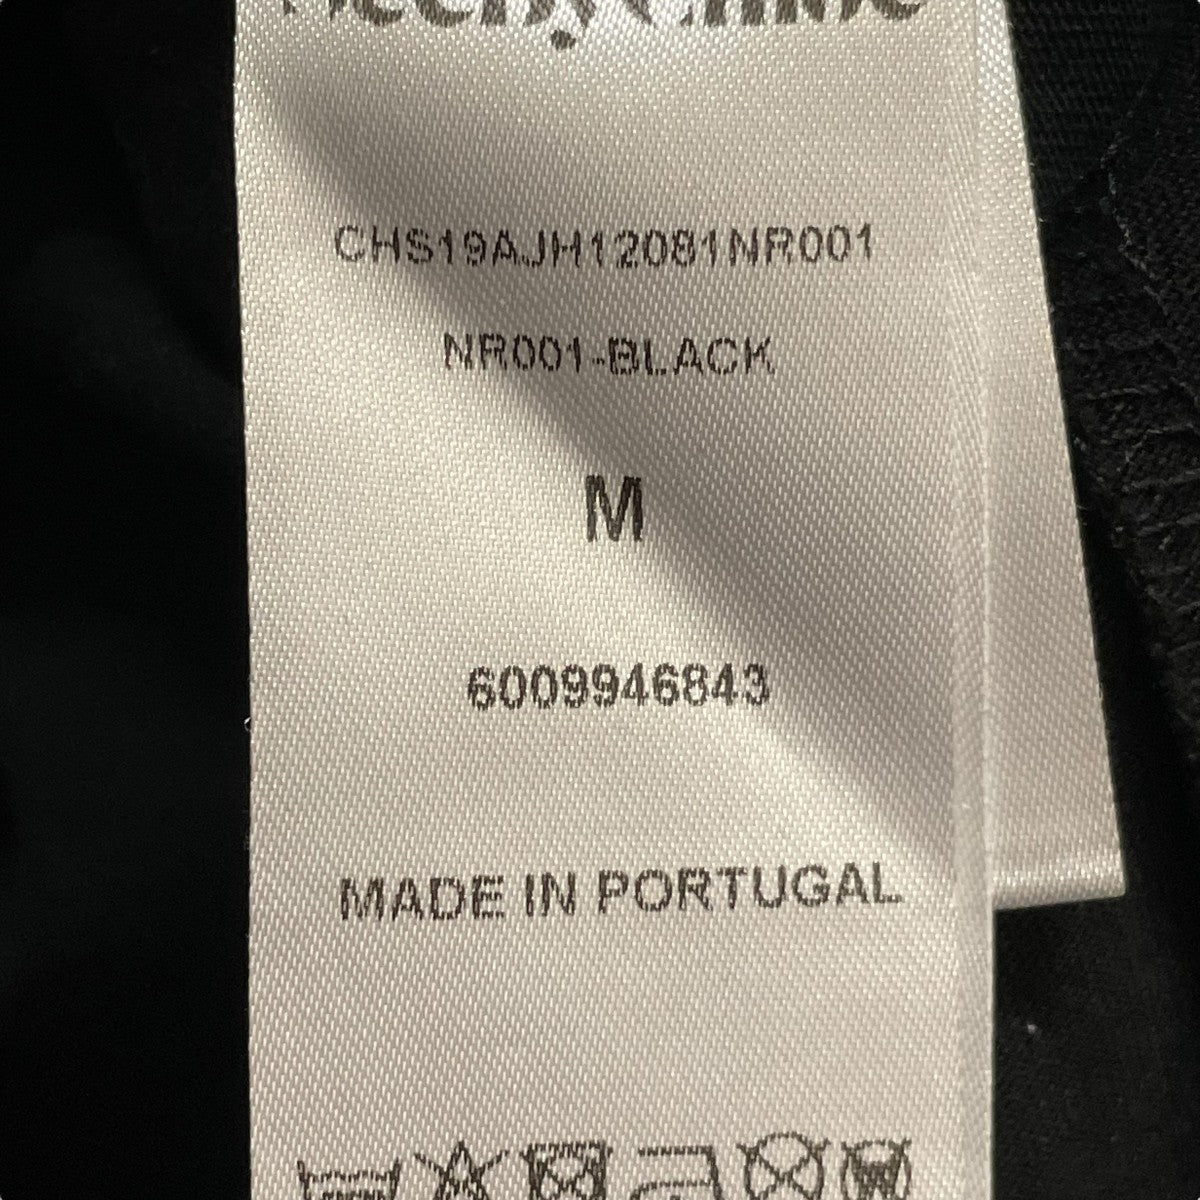 CHS19AJH12081NR001
NR001-BLACK
M
6009946843
MADE IN PORTUGAL